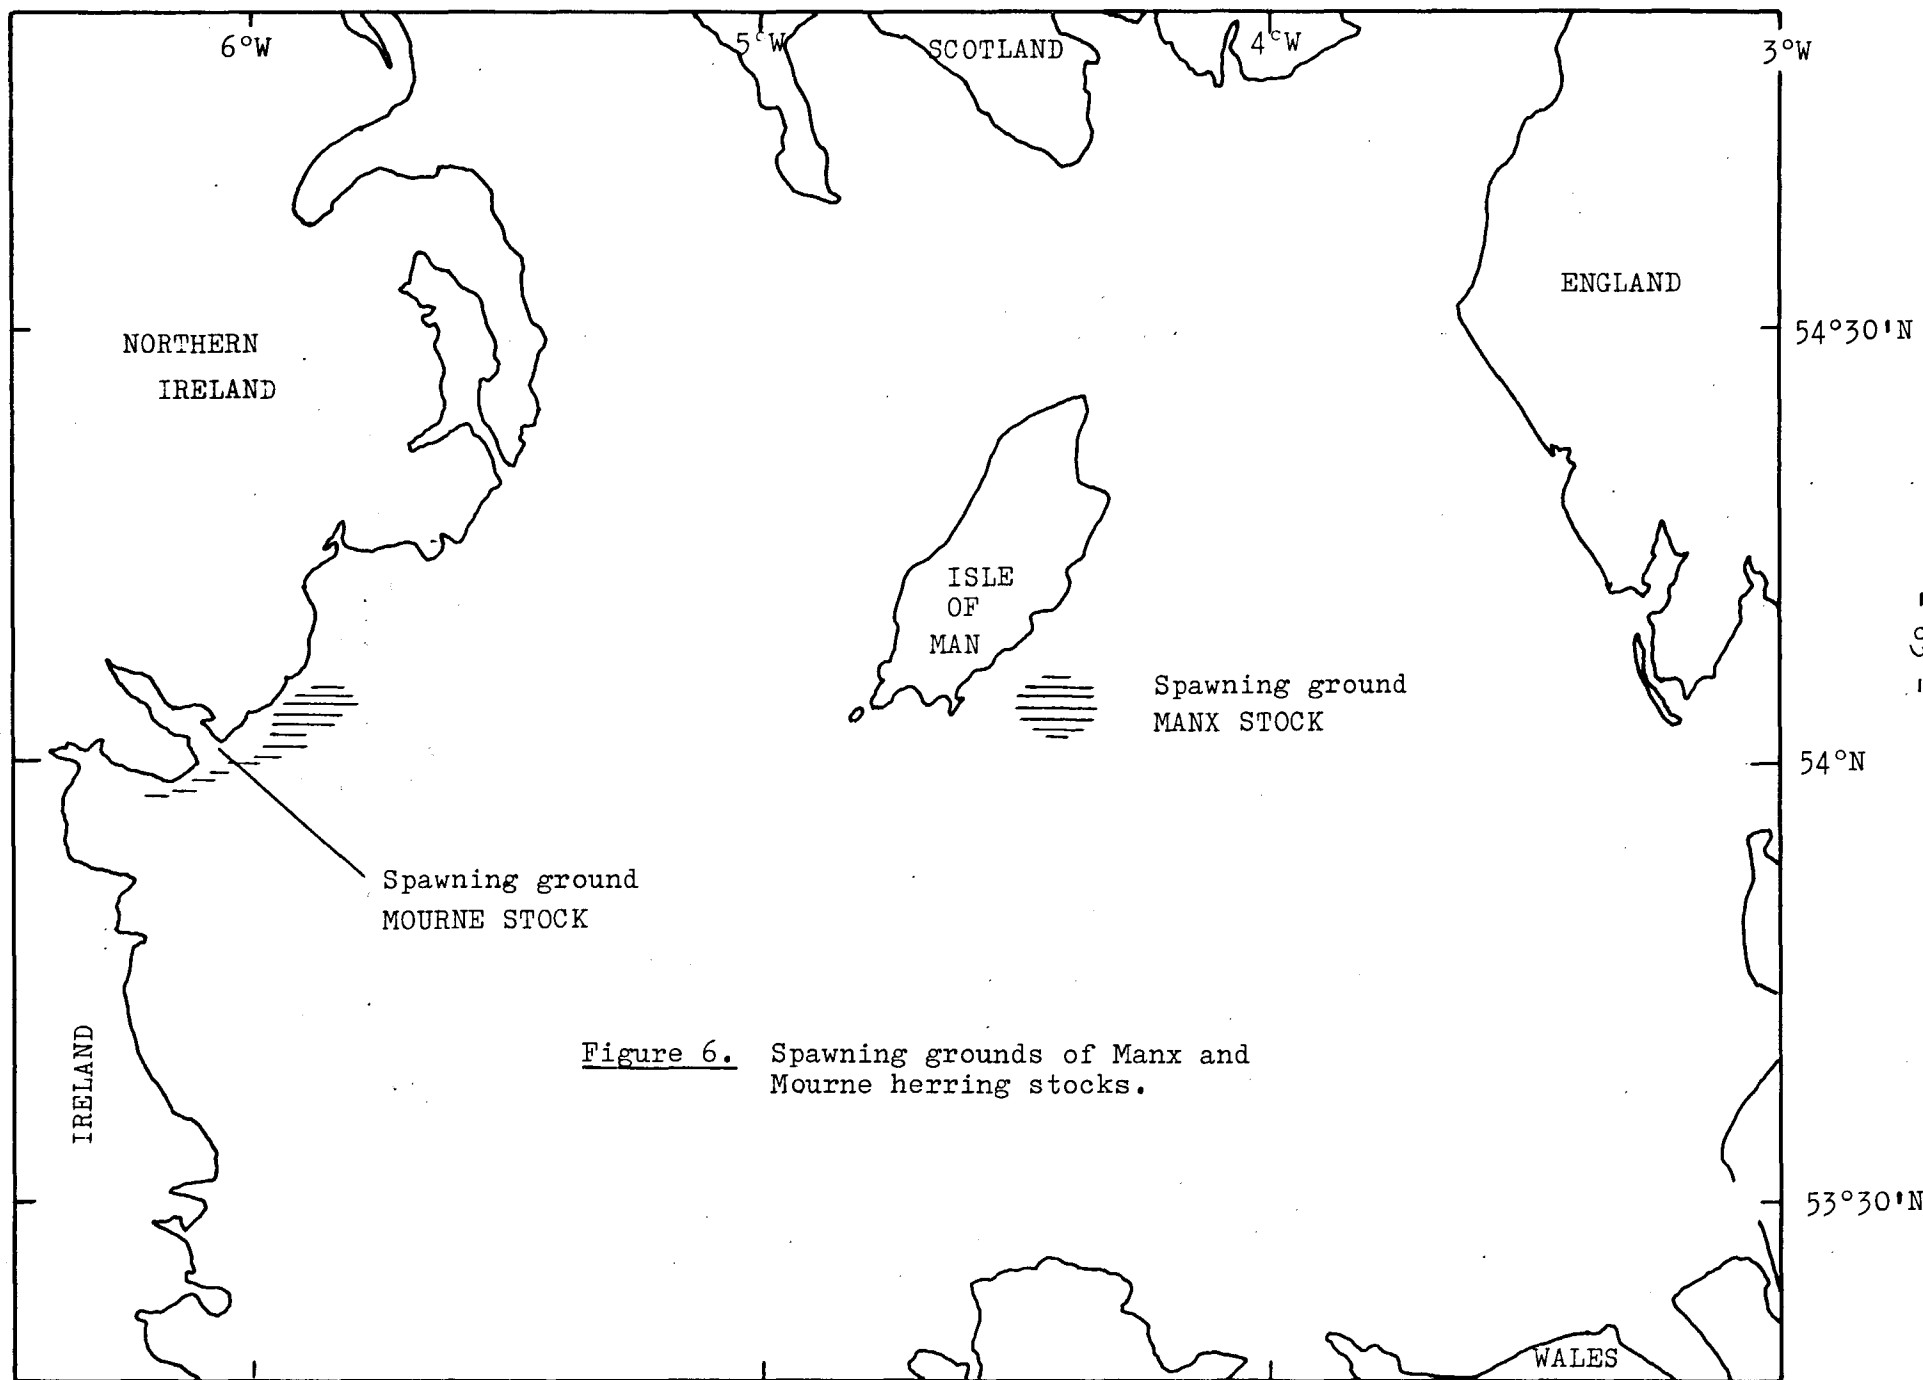 6°W
5°W
SCOTLAND
4°W
3°W
ENGLAND
NORTHERN
IRELAND
54°30'N
ISLE
OF
MAN
Spawning ground
MANX STOCK
54°N
Spawning ground
MOURNE STOCK
IRELAND
Figure 6. Spawning grounds of Manx and
Mourne herring stocks.
53°30'N
WALES